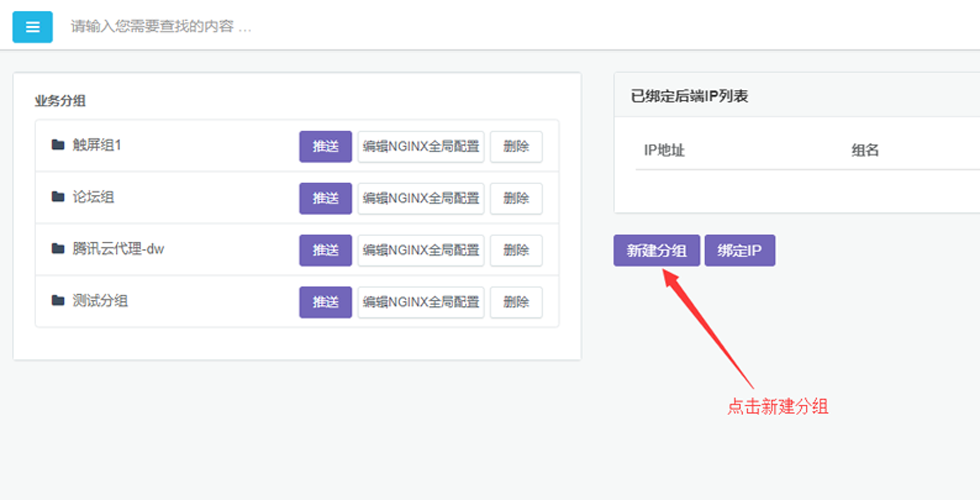 请输入您需要查找的内容 ...
业务分组
触屏组1 推送 编辑NGINX全局配置 删除
论坛组 推送 编辑NGINX全局配置 删除
腾讯云代理-dw 推送 编辑NGINX全局配置 删除
测试分组 推送 编辑NGINX全局配置 删除
已绑定后端IP列表
IP地址 组名
新建分组 绑定IP
点击新建分组